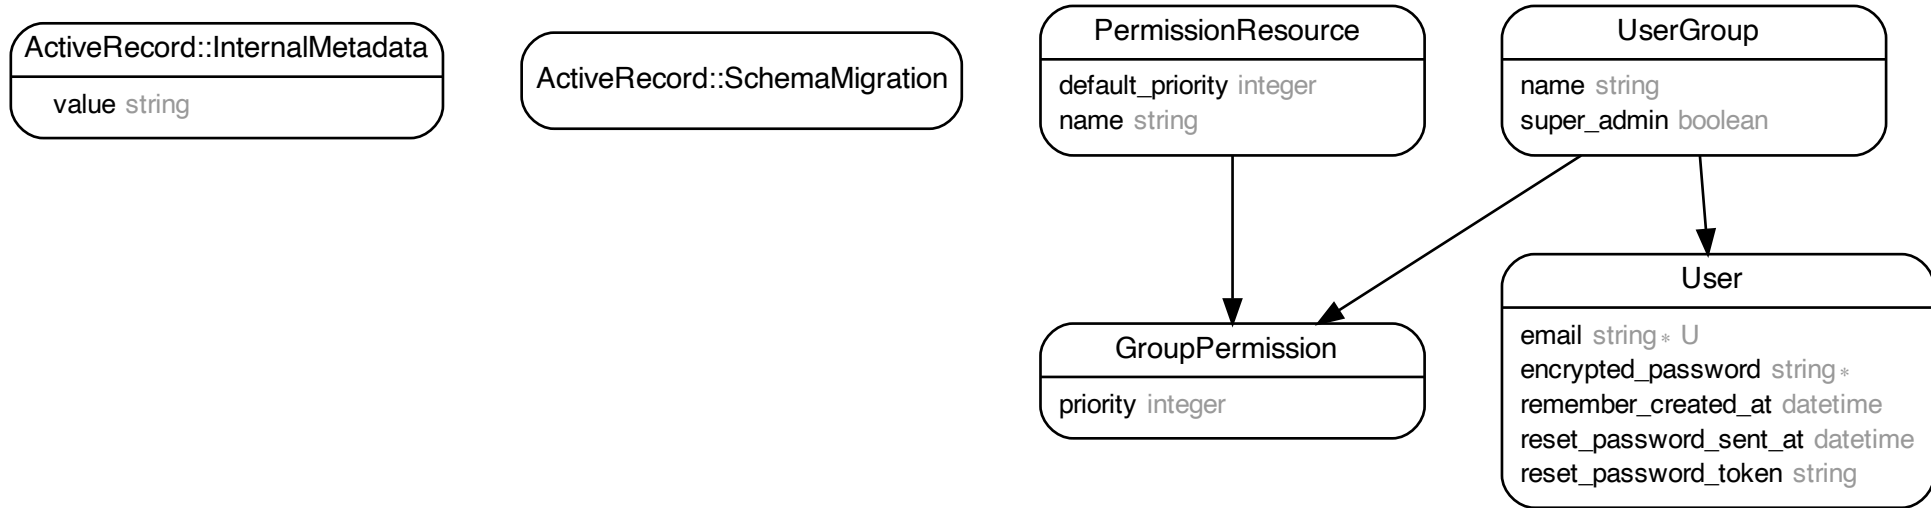 ActiveRecord::InternalMetadata
value string
ActiveRecord::SchemaMigration
PermissionResource
default_priority integer
name string
UserGroup
name string
super_admin boolean
GroupPermission
priority integer
User
email string∗ U
encrypted_password string∗
remember_created_at datetime
reset_password_sent_at datetime
reset_password_token string